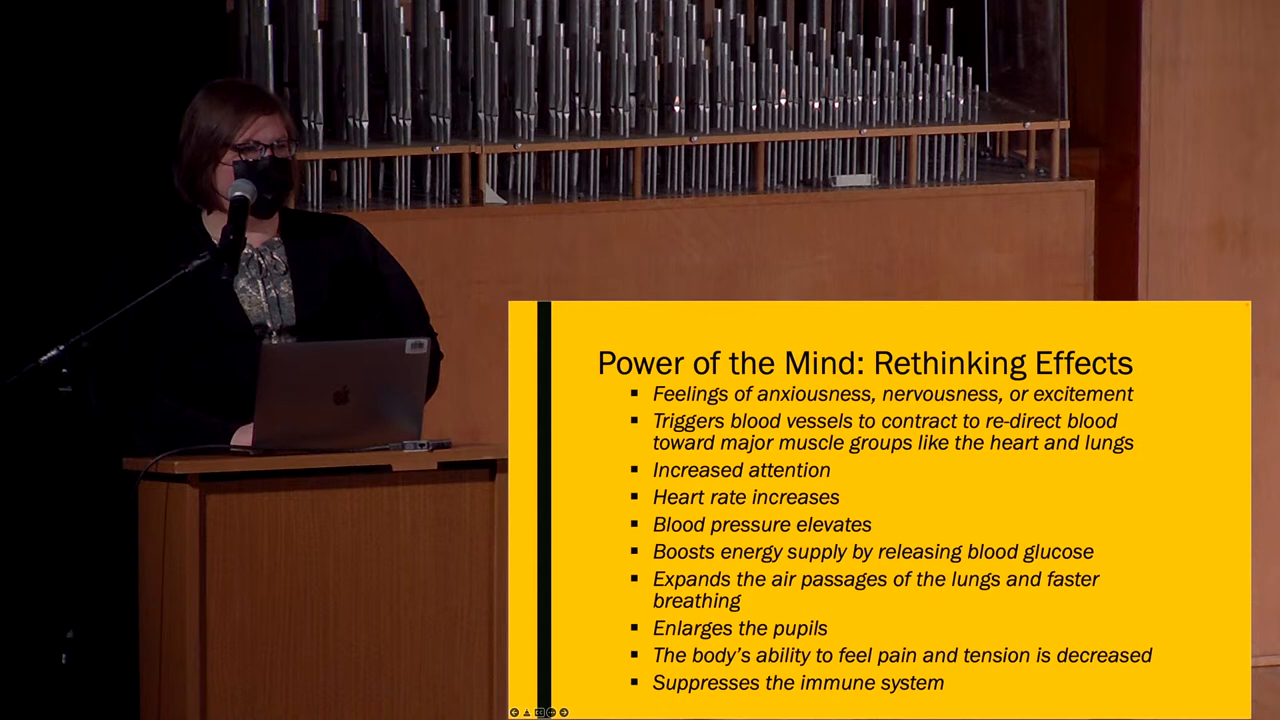 Power of the Mind: Rethinking Effects
▪ Feelings of anxiousness, nervousness, or excitement
▪ Triggers blood vessels to contract to re-direct blood
toward major muscle groups like the heart and lungs
▪ Increased attention
▪ Heart rate increases
▪ Blood pressure elevates
▪ Boosts energy supply by releasing blood glucose
▪ Expands the air passages of the lungs and faster
breathing
▪ Enlarges the pupils
▪ The body’s ability to feel pain and tension is decreased
▪ Suppresses the immune system